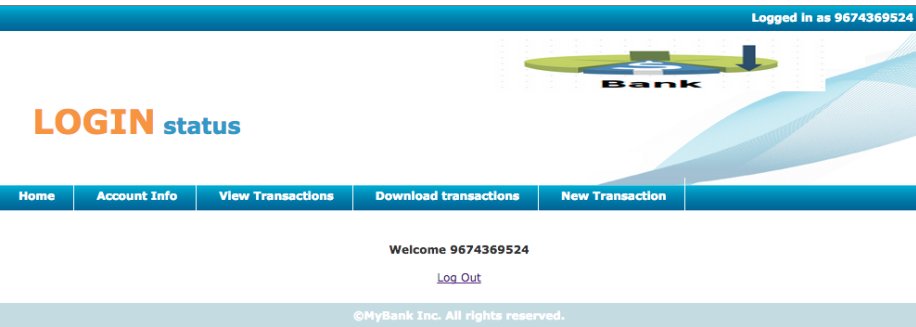 Logged in as 9674369524
Bank
LOGIN status
Home Account Info View Transactions Download transactions New Transaction
Welcome 9674369524
Log Out
©MyBank Inc. All rights reserved.